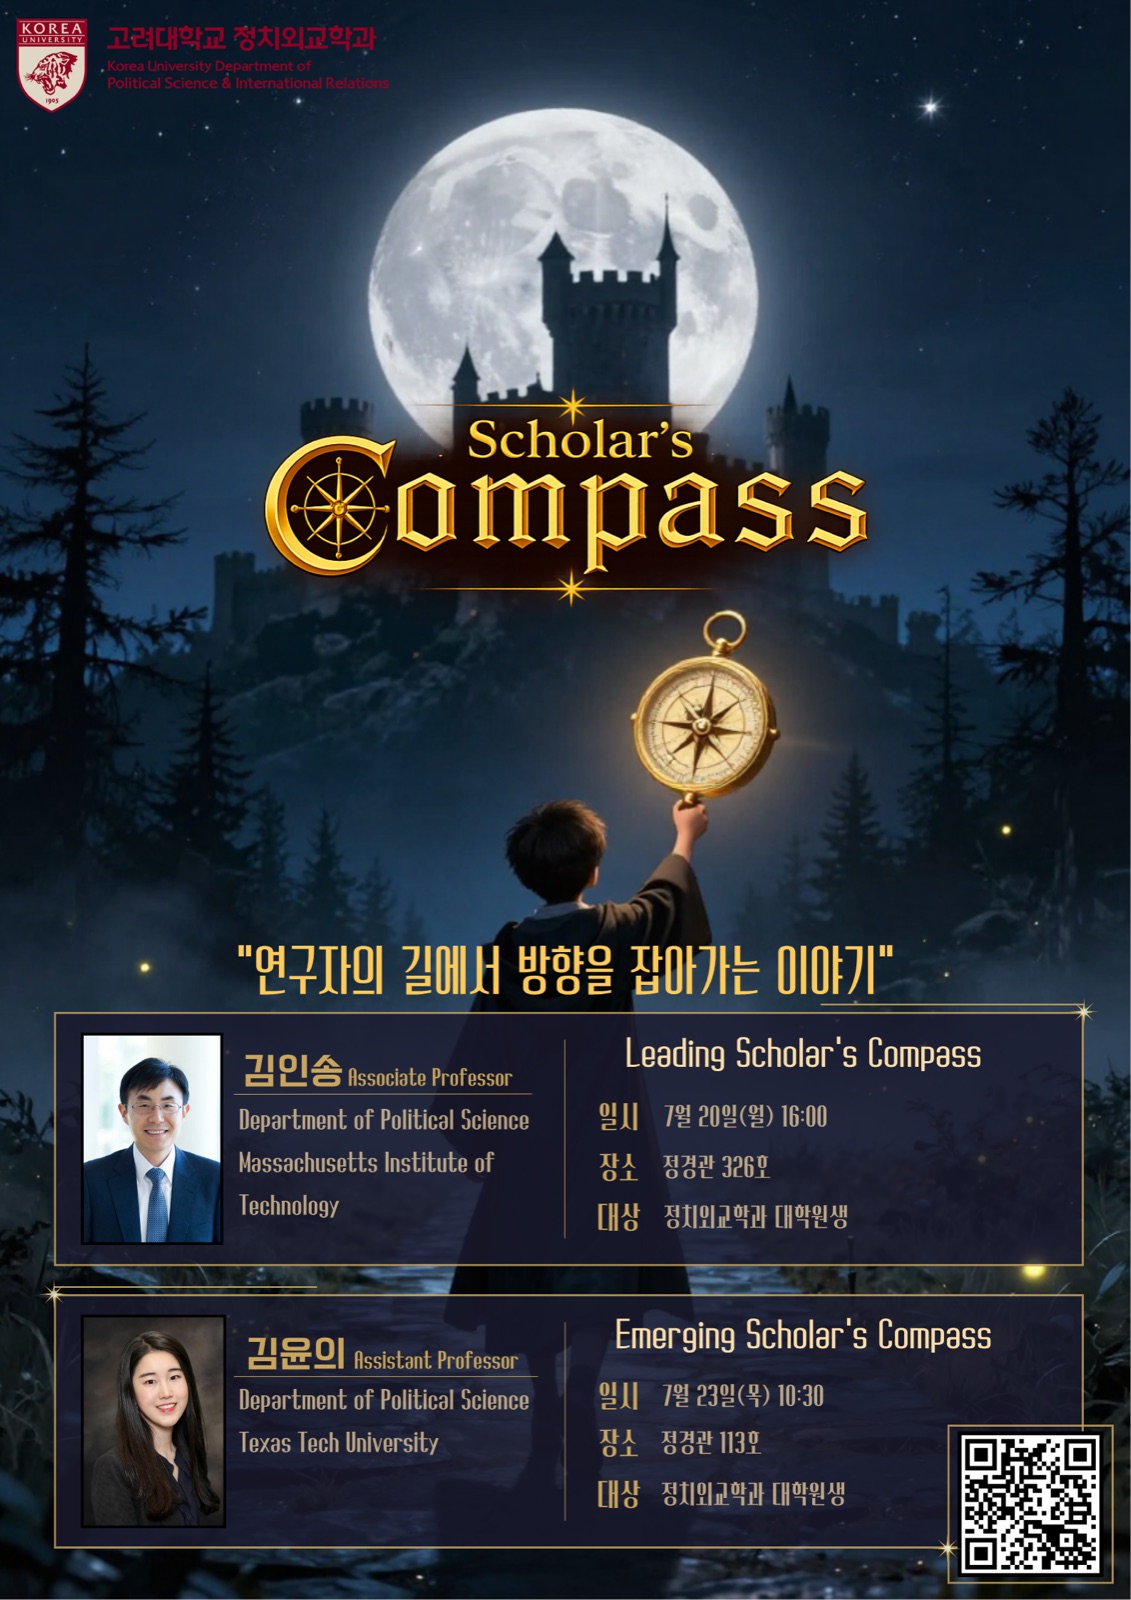 KOREA
UNIVERSITY
1905
고려대학교 정치외교학과
Korea University Department of
Political Science & International Relations
Scholar's
Compass
"연구자의 길에서 방향을 잡아가는 이야기"
김인송 Associate Professor
Department of Political Science
Massachusetts Institute of
Technology
Leading Scholar's Compass
일시 7월 20일(월) 16:00
장소 정경관 326호
대상 정치외교학과 대학원생
김윤의 Assistant Professor
Department of Political Science
Texas Tech University
Emerging Scholar's Compass
일시 7월 23일(목) 10:30
장소 정경관 113호
대상 정치외교학과 대학원생